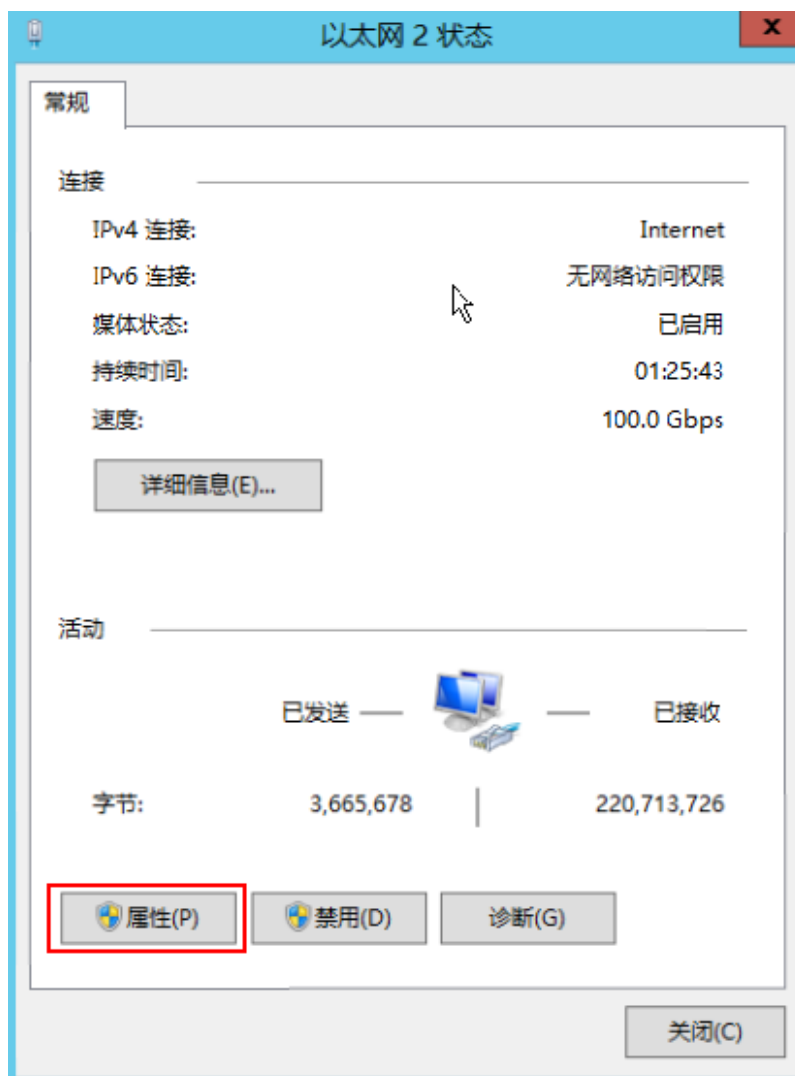 以太网 2 状态
x
常规
连接
IPv4 连接: Internet
IPv6 连接: 无网络访问权限
媒体状态: 已启用
持续时间: 01:25:43
速度: 100.0 Gbps
详细信息(E)...
活动
已发送 — — 已接收
字节: 3,665,678 | 220,713,726
属性(P) 禁用(D) 诊断(G)
关闭(C)